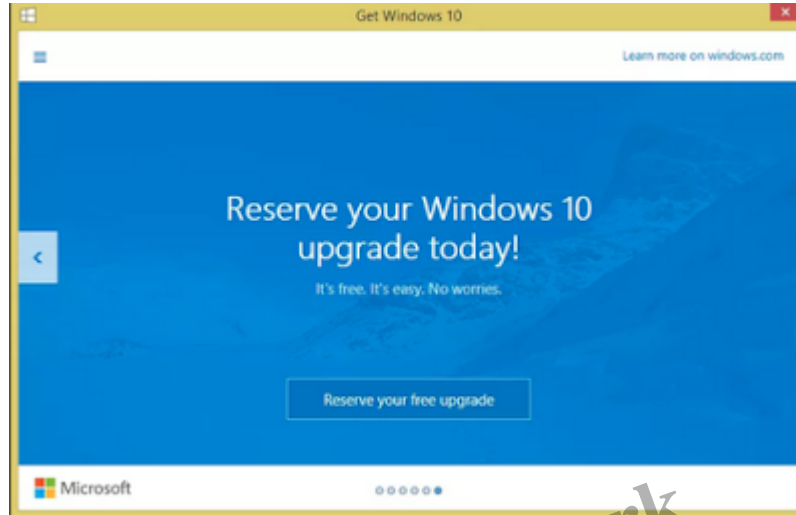 Get Windows 10
Learn more on windows.com
Reserve your Windows 10
upgrade today!
It's free. It's easy. No worries.
Reserve your free upgrade
Microsoft